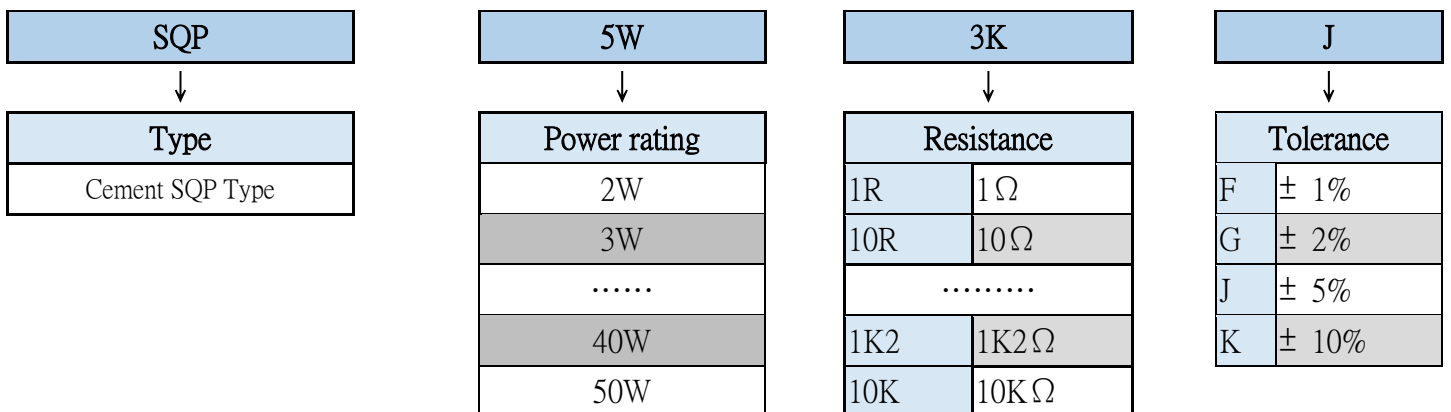 SQP 5W 3K J
Type Power rating Resistance Tolerance
Cement SQP Type 2W 1R 1Ω F ± 1%
3W 10R 10Ω G ± 2%
...... ......... J ± 5%
40W 1K2 1K2Ω K ± 10%
50W 10K 10KΩ